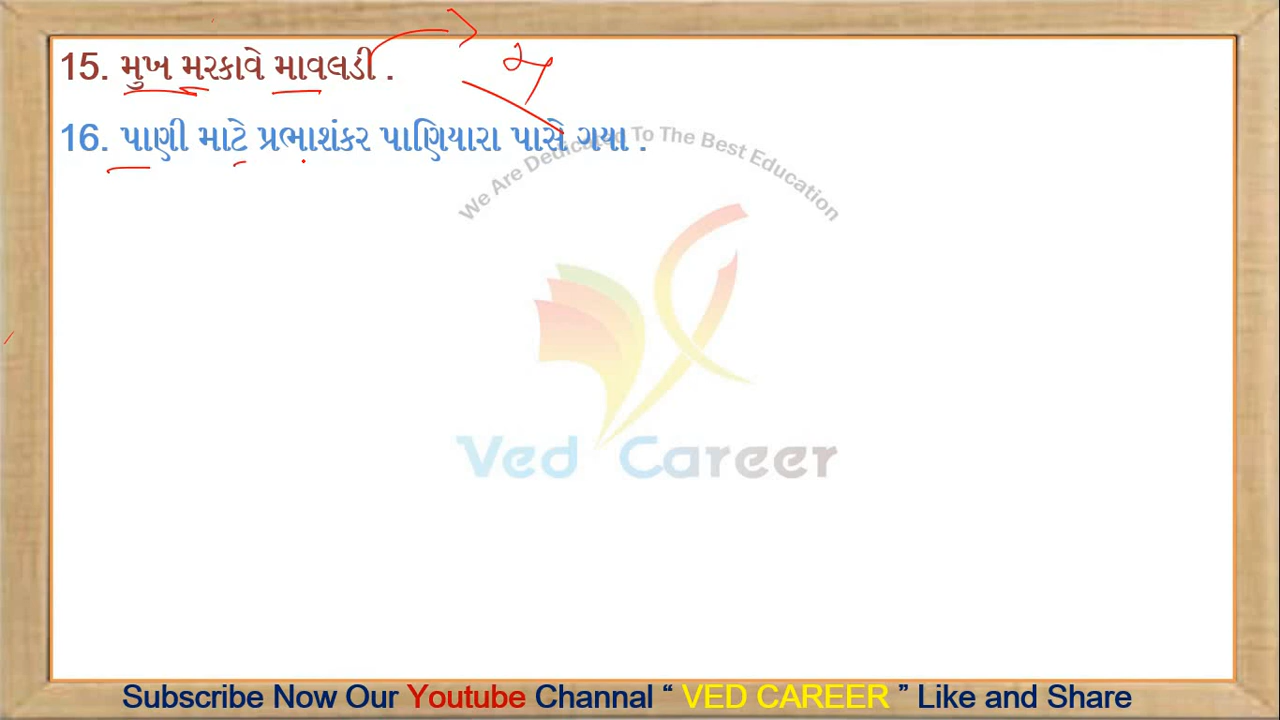 15. મુખ મરકાવે માવલડી .
મ
16. પાણી માટે પ્રભાશંકર પાણિયારા પાસે ગયા .
We Are Dedicated To The Best Education
Ved Career
Subscribe Now Our Youtube Channal “ VED CAREER ” Like and Share